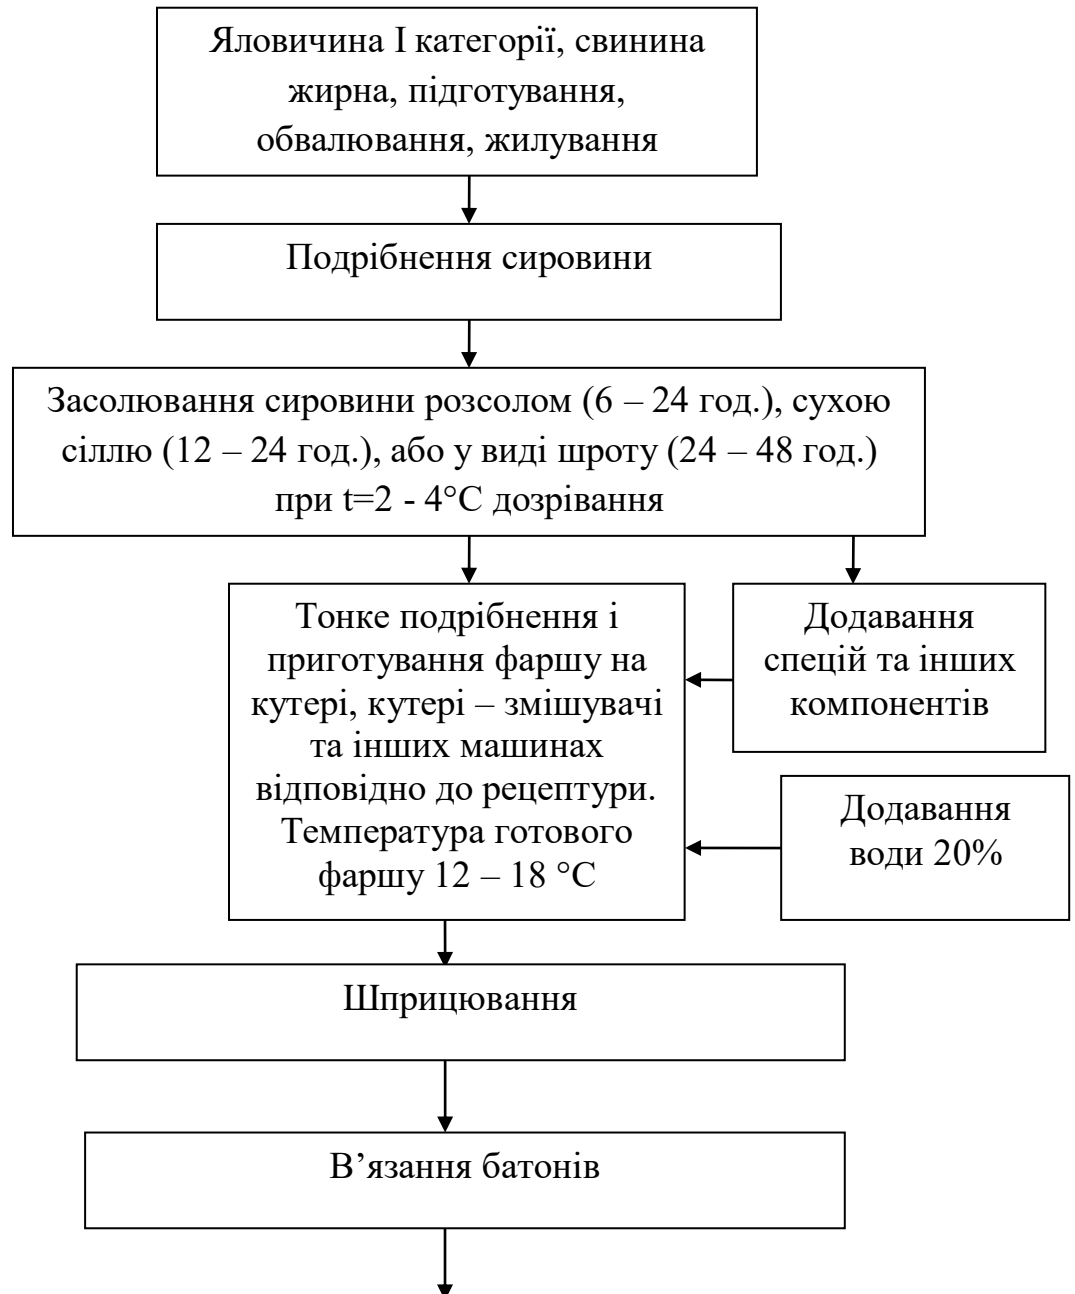 Яловичина І категорії, свинина
жирна, підготування,
обвалювання, жилування
Подрібнення сировини
Засолювання сировини розсолом (6 – 24 год.), сухою
сіллю (12 – 24 год.), або у виді шроту (24 – 48 год.)
при t=2 - 4°С дозрівання
Тонке подрібнення і
приготування фаршу на
кутері, кутері – змішувачі
та інших машинах
відповідно до рецептури.
Температура готового
фаршу 12 – 18 °С
Додавання
спецій та інших
компонентів
Додавання
води 20%
Шприцювання
В’язання батонів